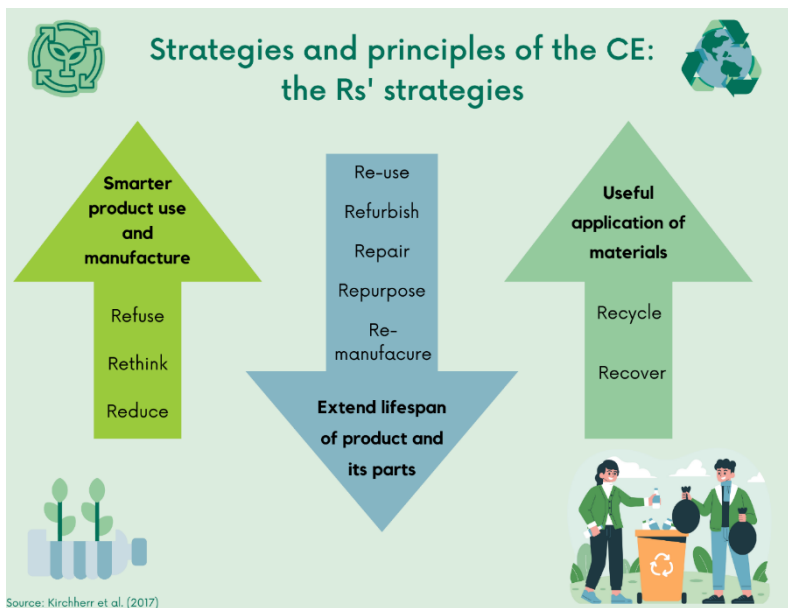 Strategies and principles of the CE:
the Rs' strategies
Smarter
product use
and
manufacture
Refuse
Rethink
Reduce
Re-use
Refurbish
Repair
Repurpose
Re-
manufacure
Extend lifespan
of product and
its parts
Useful
application of
materials
Recycle
Recover
Source: Kirchherr et al. (2017)